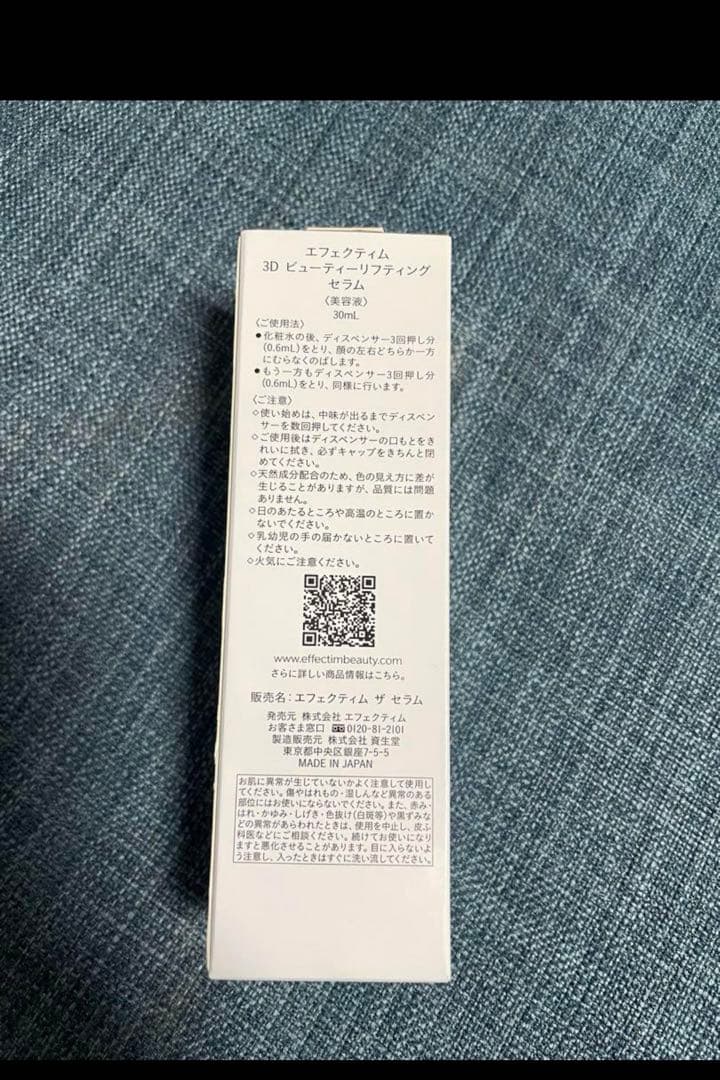 エフェクティム
3D ビューティーリフティング
セラム
〈美容液〉
30mL
〈ご使用法〉
●化粧水の後、ディスペンサー3回押し分
(0.6mL)をとり、顔の左右どちらか一方
にむらなくのばします。
●もう一方もディスペンサー3回押し分
(0.6mL)をとり、同様に行います。
〈ご注意〉
◇使い始めは、中味が出るまでディスペン
サーを数回押してください。
◇ご使用後はディスペンサーの口もとをき
れいに拭き、必ずキャップをきちんと閉
めてください。
◇天然成分配合のため、色の見え方に差が
生じることがありますが、品質には問題
ありません。
◇日のあたるところや高温のところに置か
ないでください。
◇乳幼児の手の届かないところに置いて
ください。
◇火気にご注意ください。
www.effectimbeauty.com
さらに詳しい商品情報はこちら。
販売名:エフェクティム ザ セラム
発売元 株式会社 エフェクティム
お客さま窓口 0120-81-2101
製造販売元 株式会社 資生堂
東京都中央区銀座7-5-5
MADE IN JAPAN
お肌に異常が生じていないかよく注意して使用し
てください。傷やはれもの・湿しんなど異常のある
部位にはお使いにならないでください。また、赤み・
はれ・かゆみ・しげき・色抜け(白斑等)や黒ずみなど
の異常があらわれたときは、使用を中止し、皮ふ
科医などにご相談ください。続けてお使いになり
ますと悪化させることがあります。目に入らないよ
う注意し、入ったときはすぐに洗い流してください。